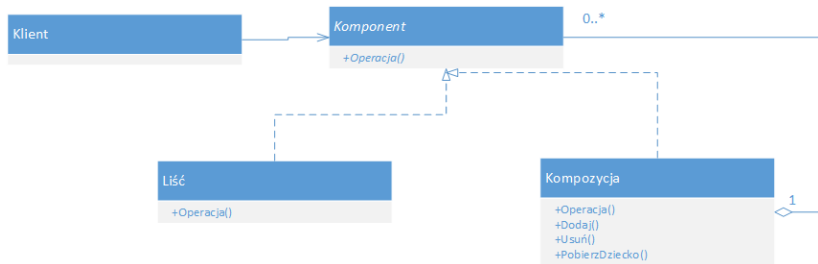 Klient
Komponent
+Operacja()
0..*
Liść
+Operacja()
Kompozycja
+Operacja()
+Dodaj()
+Usuń()
+PobierzDziecko()
1